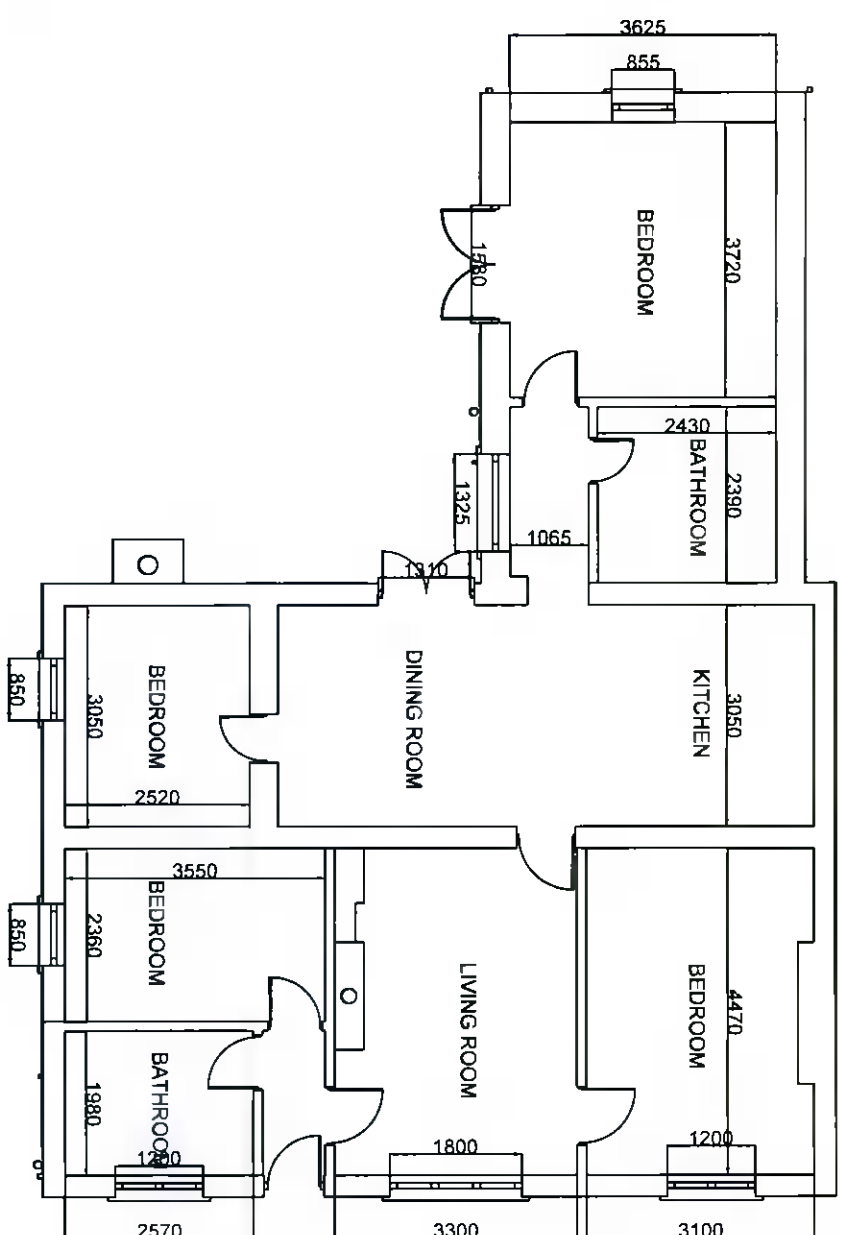 3625
855
BEDROOM
3720
1580
2430
BATHROOM
2390
1325
1065
1310
BEDROOM
850
3050
2520
DINING ROOM
KITCHEN
3050
3550
BEDROOM
2360
850
LIVING ROOM
BEDROOM
4470
BATHROOM
1980
1200
1800
1200
2570
3300
3100